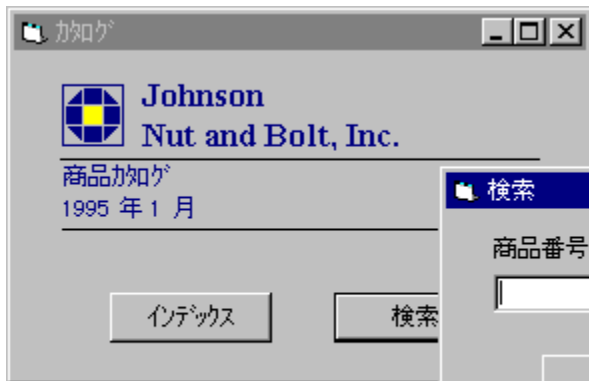 ｶﾀﾛｸﾞ
Johnson
Nut and Bolt, Inc.
商品ｶﾀﾛｸﾞ
1995 年 1 月
インデックス
検索
検索
商品番号